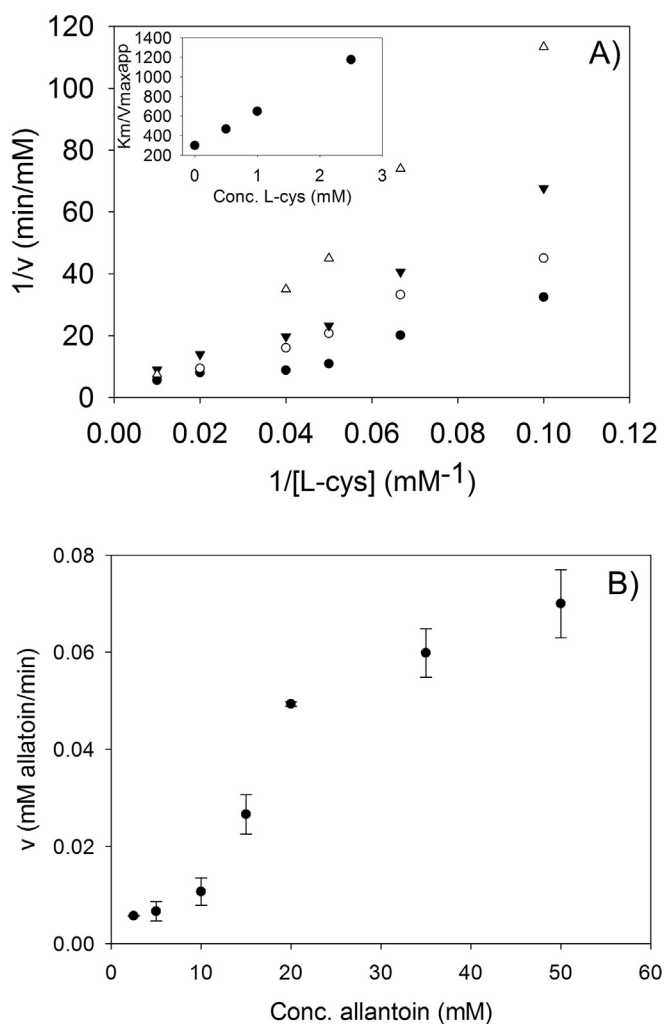 A)
1/v (min/mM)
120
100
80
60
40
20
0
Km/Vmaxapp
1400
1200
1000
800
600
400
200
0 1 2 3
Conc. L-cys (mM)
0.00 0.02 0.04 0.06 0.08 0.10 0.12
1/[L-cys] (mM-1)
B)
v (mM allatoin/min)
0.08
0.06
0.04
0.02
0.00
0 10 20 30 40 50 60
Conc. allantoin (mM)